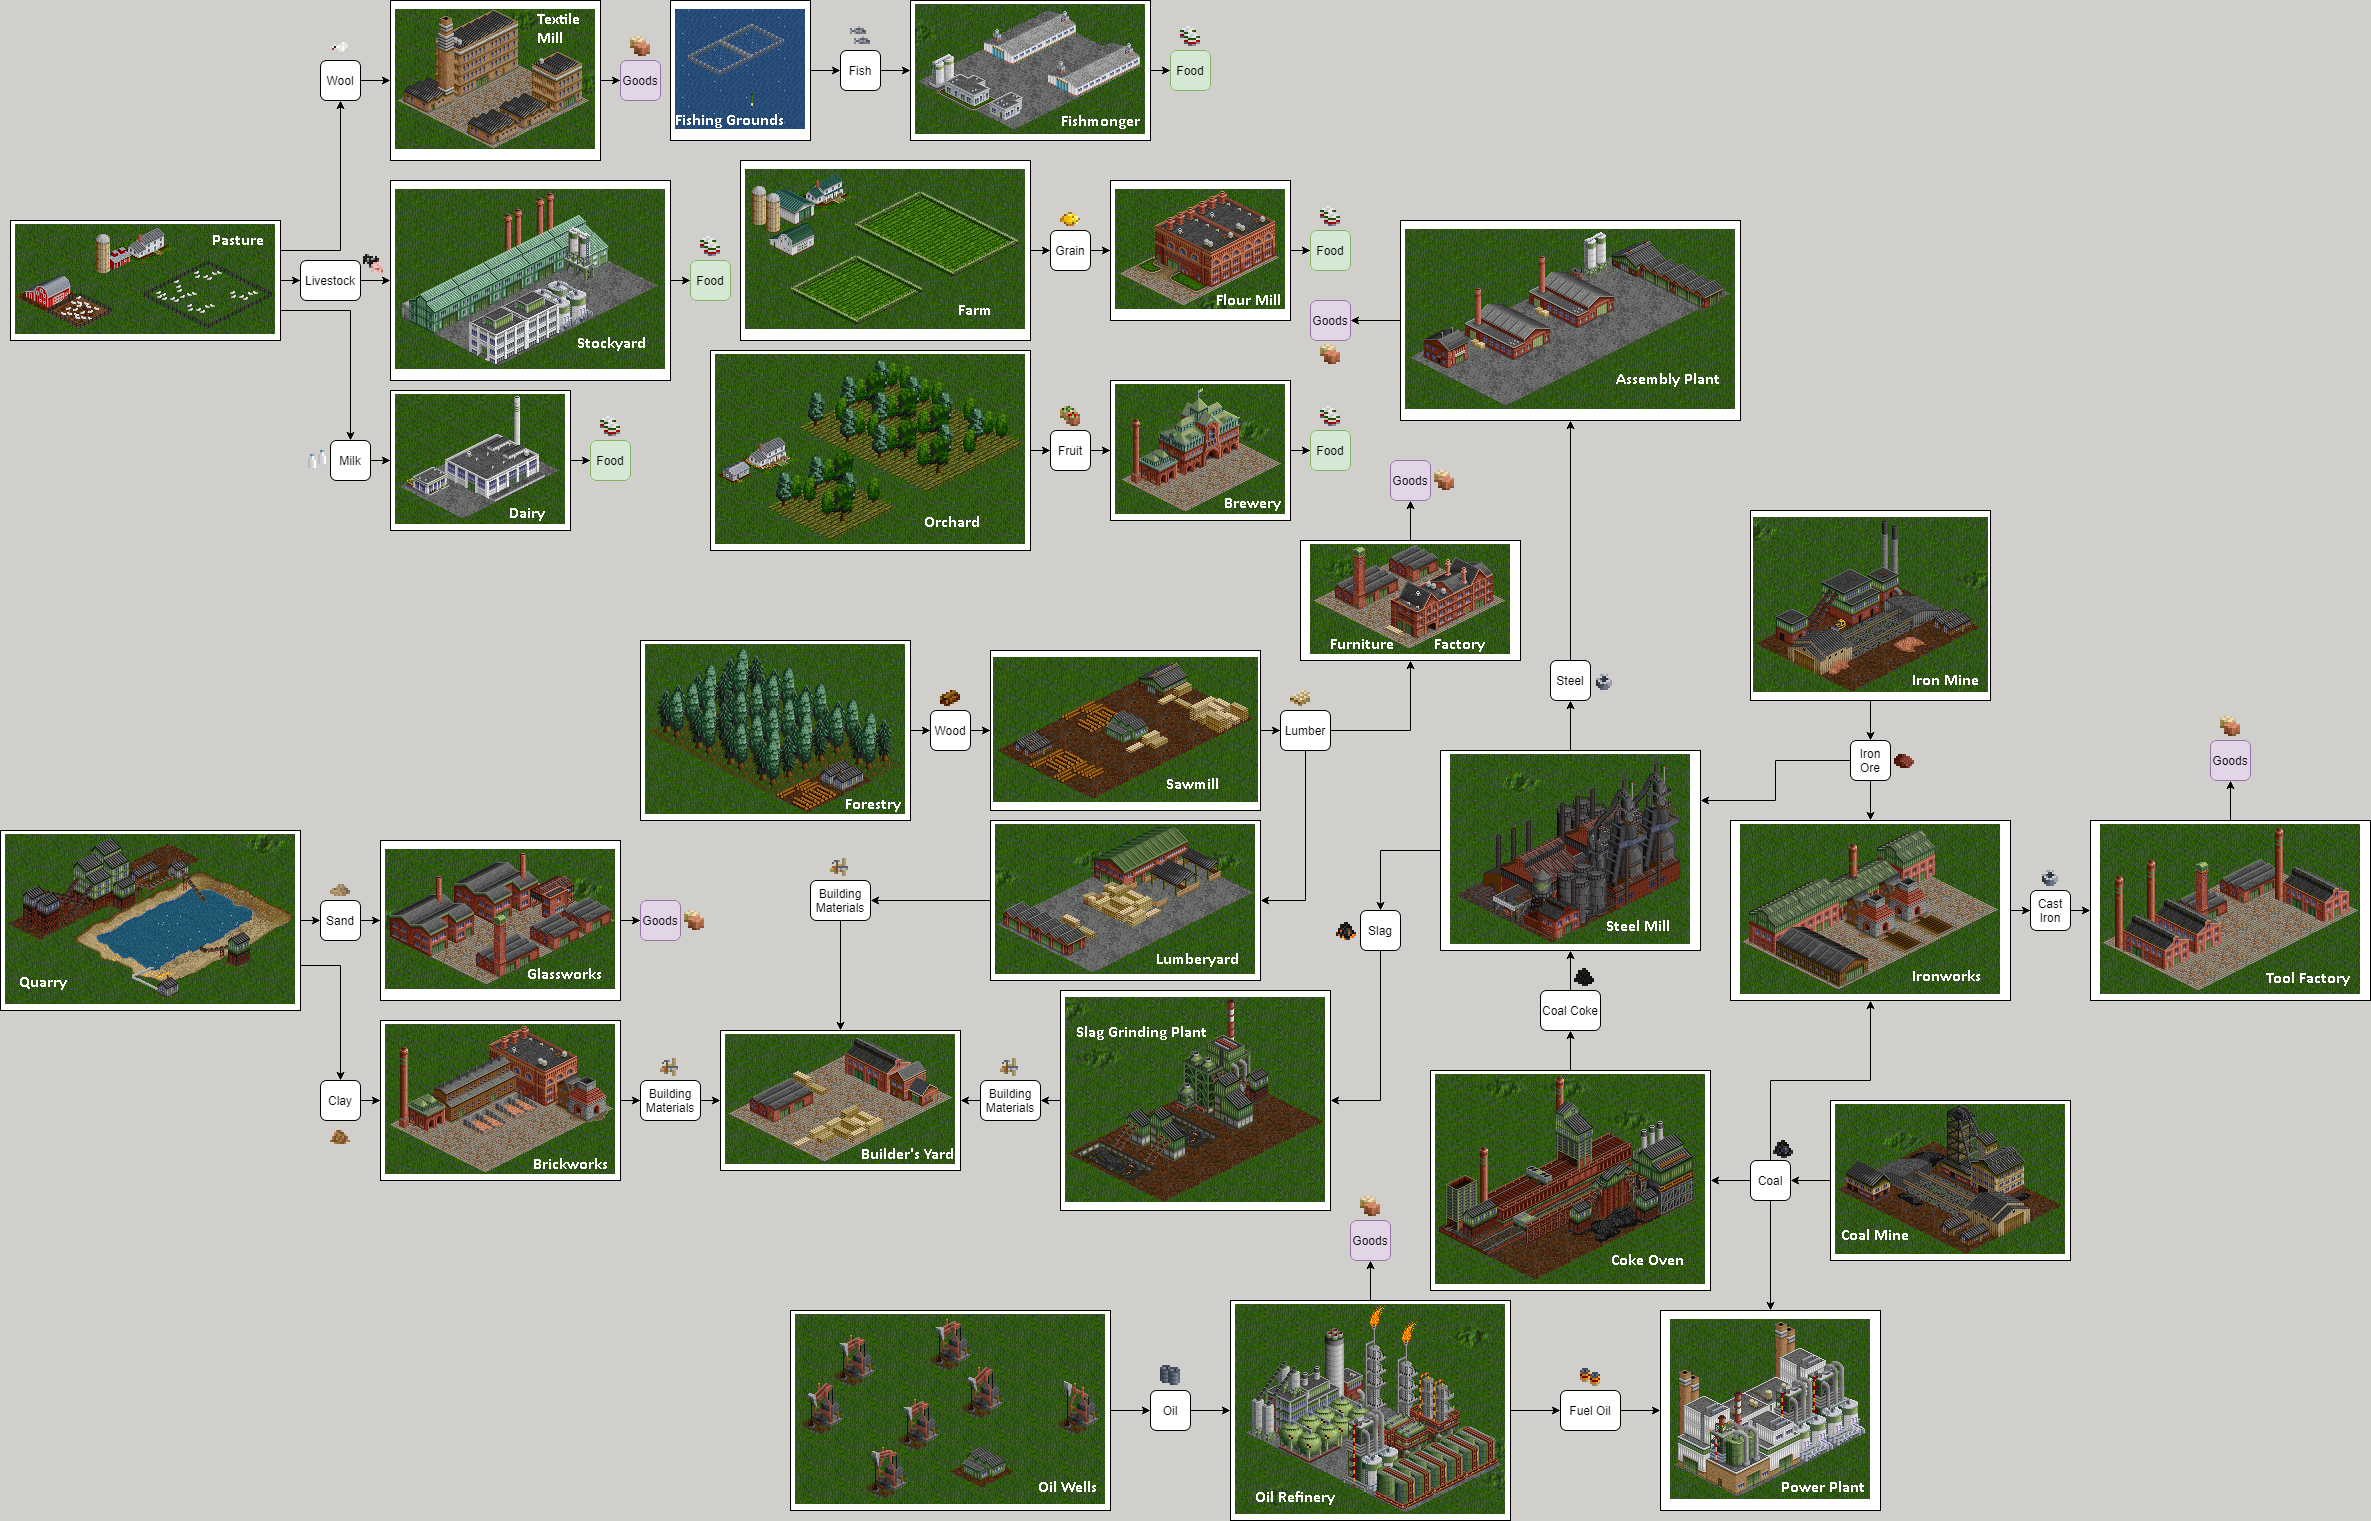 Textile
Mill
Wool
Goods
Fishing Grounds
Fish
Fishmonger
Food
Pasture
Livestock
Stockyard
Food
Farm
Grain
Flour Mill
Food
Goods
Assembly Plant
Milk
Dairy
Food
Orchard
Fruit
Brewery
Food
Goods
Furniture Factory
Steel
Iron Mine
Forestry
Wood
Sawmill
Lumber
Iron
Ore
Goods
Quarry
Sand
Glassworks
Goods
Building
Materials
Lumberyard
Slag
Steel Mill
Ironworks
Cast
Iron
Tool Factory
Coal Coke
Clay
Brickworks
Building
Materials
Builder's Yard
Building
Materials
Slag Grinding Plant
Coke Oven
Coal
Coal Mine
Goods
Oil Wells
Oil
Oil Refinery
Fuel Oil
Power Plant